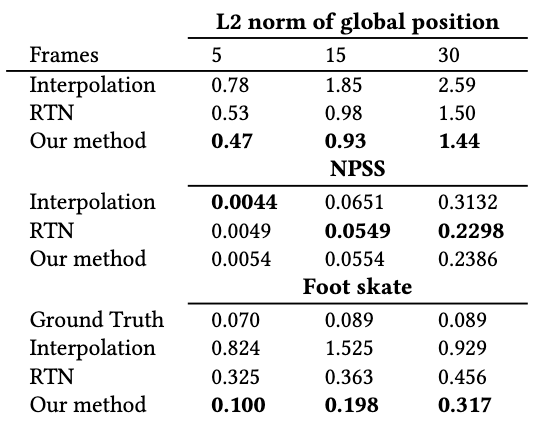 L2 norm of global position
Frames 5 15 30
Interpolation 0.78 1.85 2.59
RTN 0.53 0.98 1.50
Our method 0.47 0.93 1.44
NPSS
Interpolation 0.0044 0.0651 0.3132
RTN 0.0049 0.0549 0.2298
Our method 0.0054 0.0554 0.2386
Foot skate
Ground Truth 0.070 0.089 0.089
Interpolation 0.824 1.525 0.929
RTN 0.325 0.363 0.456
Our method 0.100 0.198 0.317